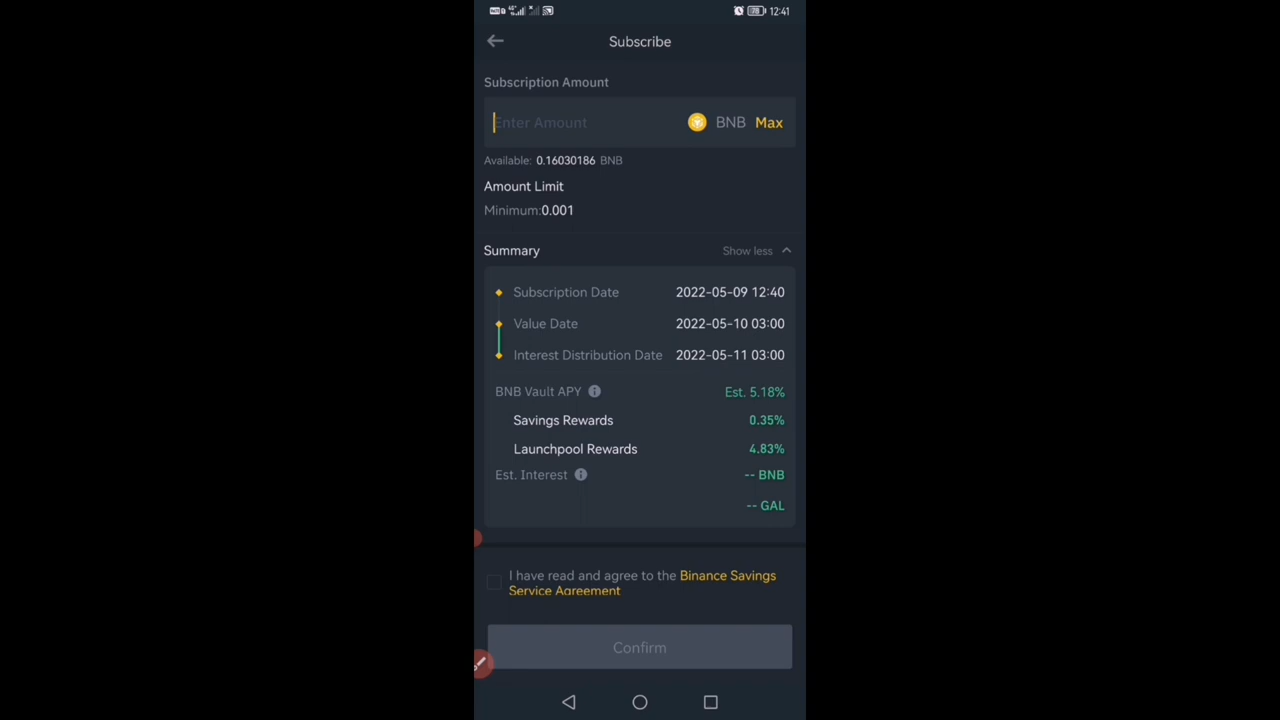 12:41
Subscribe
Subscription Amount
Enter Amount BNB Max
Available: 0.16030186 BNB
Amount Limit
Minimum:0.001
Summary Show less
Subscription Date 2022-05-09 12:40
Value Date 2022-05-10 03:00
Interest Distribution Date 2022-05-11 03:00
BNB Vault APY Est. 5.18%
Savings Rewards 0.35%
Launchpool Rewards 4.83%
Est. Interest -- BNB
-- GAL
I have read and agree to the Binance Savings
Service Agreement
Confirm